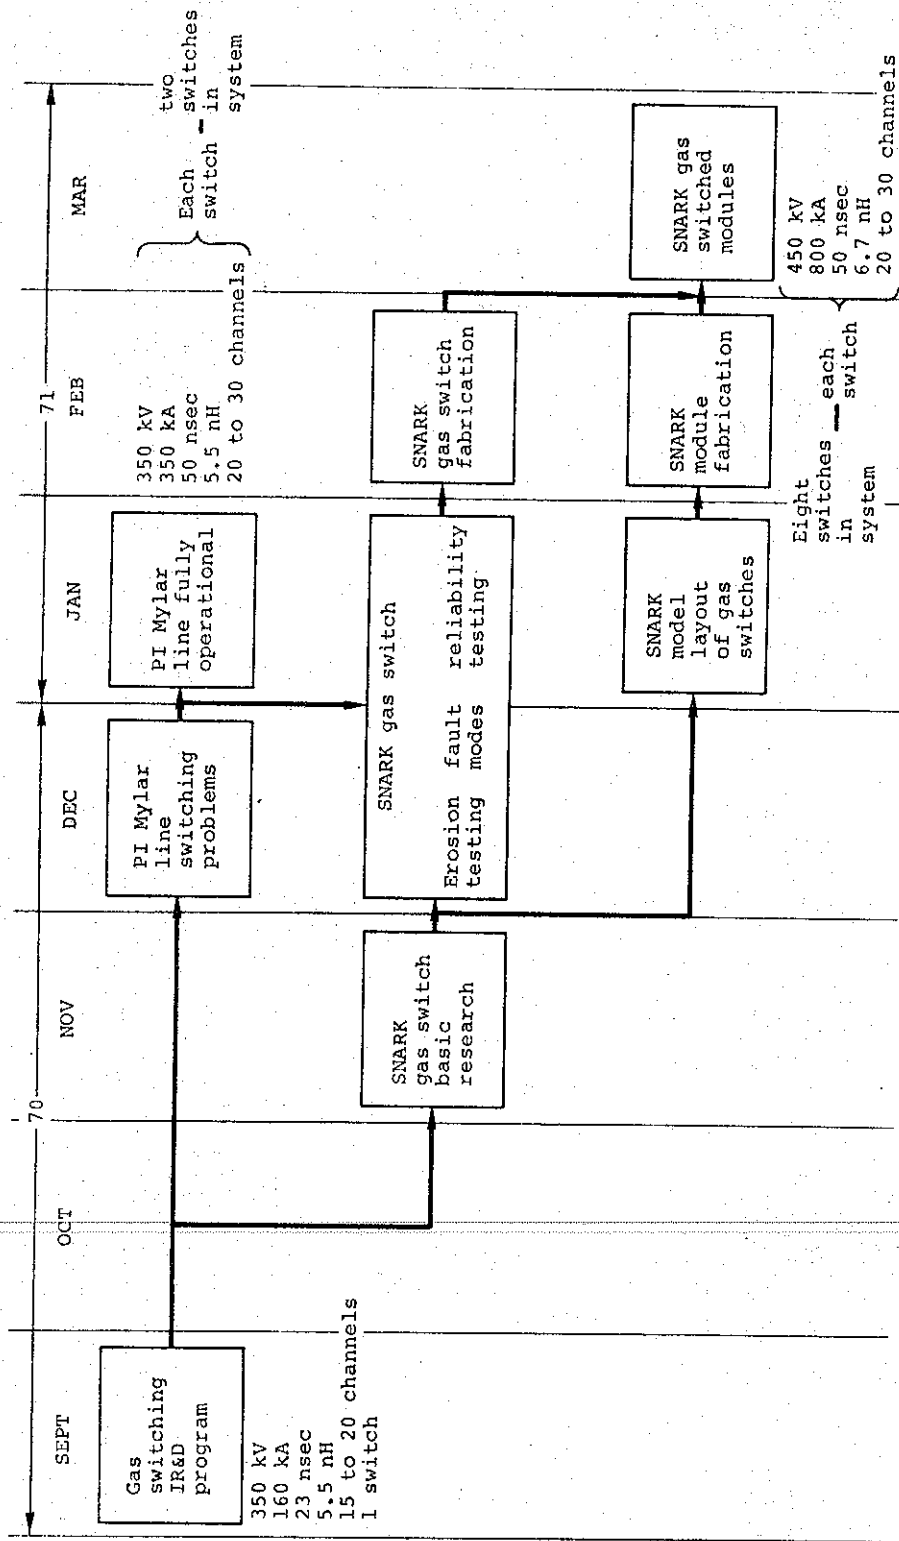 70
71
SEPT
OCT
NOV
DEC
JAN
FEB
MAR
Gas
switching
IR&D
program
350 kV
160 kA
23 nsec
5.5 nH
15 to 20 channels
1 switch
PI Mylar
line
switching
problems
PI Mylar
line fully
operational
350 kV
350 kA
50 nsec
5.5 nH
20 to 30 channels
Each
switch
two
switches
in
system
SNARK
gas switch
basic
research
SNARK gas switch
Erosion fault reliability
testing modes testing
SNARK
gas switch
fabrication
SNARK
model
layout
of gas
switches
SNARK
module
fabrication
SNARK gas
switched
modules
Eight
switches
in
system
each
switch
450 kV
800 kA
50 nsec
6.7 nH
20 to 30 channels